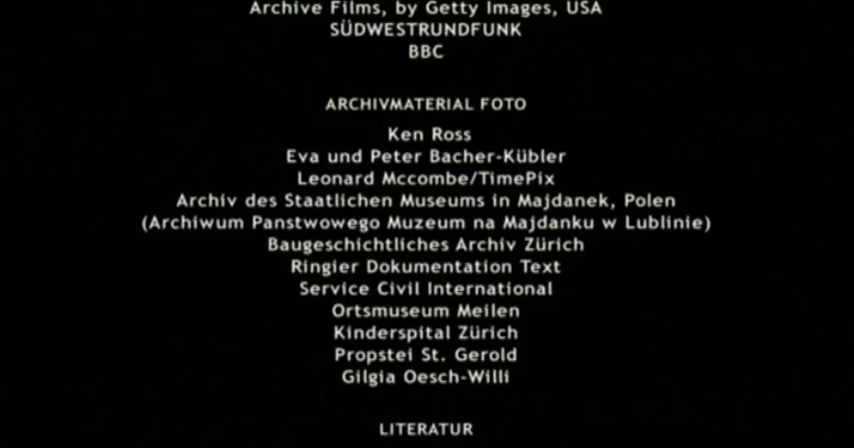 Archive Films, by Getty Images, USA
SÜDWESTRUNDFUNK
BBC
ARCHIVMATERIAL FOTO
Ken Ross
Eva und Peter Bacher-Kübler
Leonard Mccombe/TimePix
Archiv des Staatlichen Museums in Majdanek, Polen
(Archiwum Panstwowego Muzeum na Majdanku w Lublinie)
Baugeschichtliches Archiv Zürich
Ringier Dokumentation Text
Service Civil International
Ortsmuseum Meilen
Kinderspital Zürich
Propstei St. Gerold
Gilgia Oesch-Willi
LITERATUR